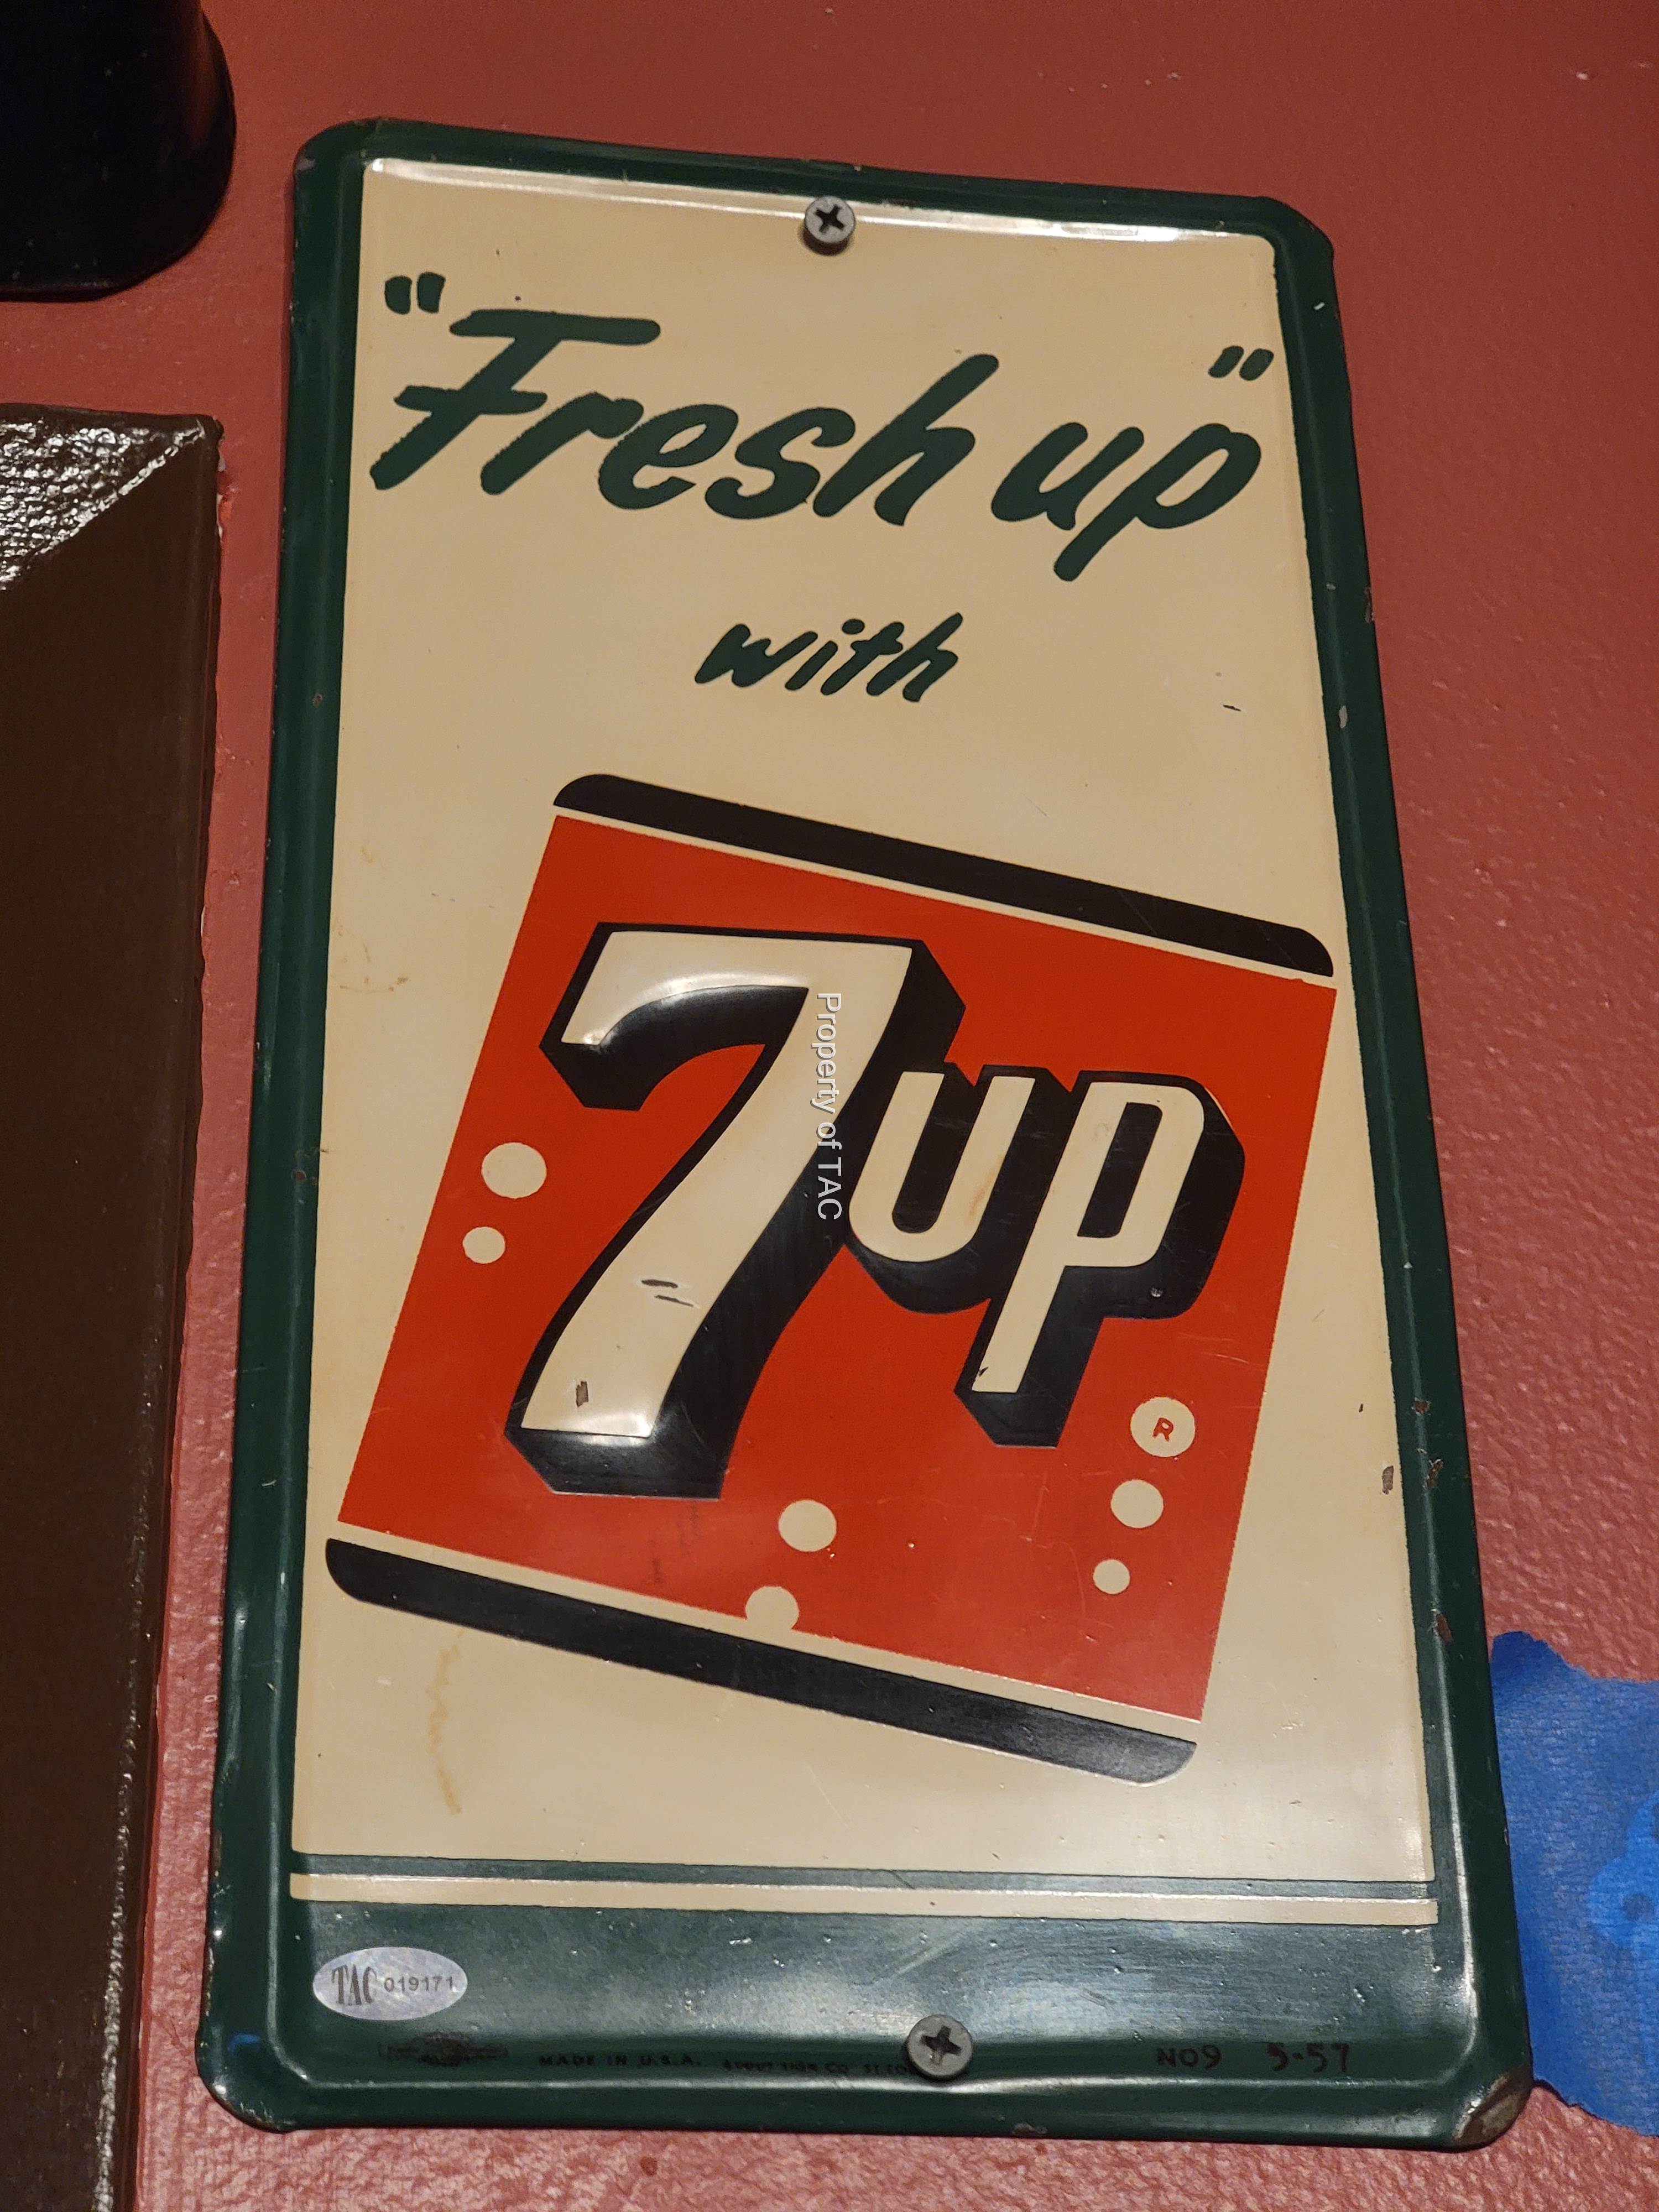 "Fresh up"
with
7up
R
Property of TAC
TAC 019171
MADE IN U.S.A.
NO9 5-57